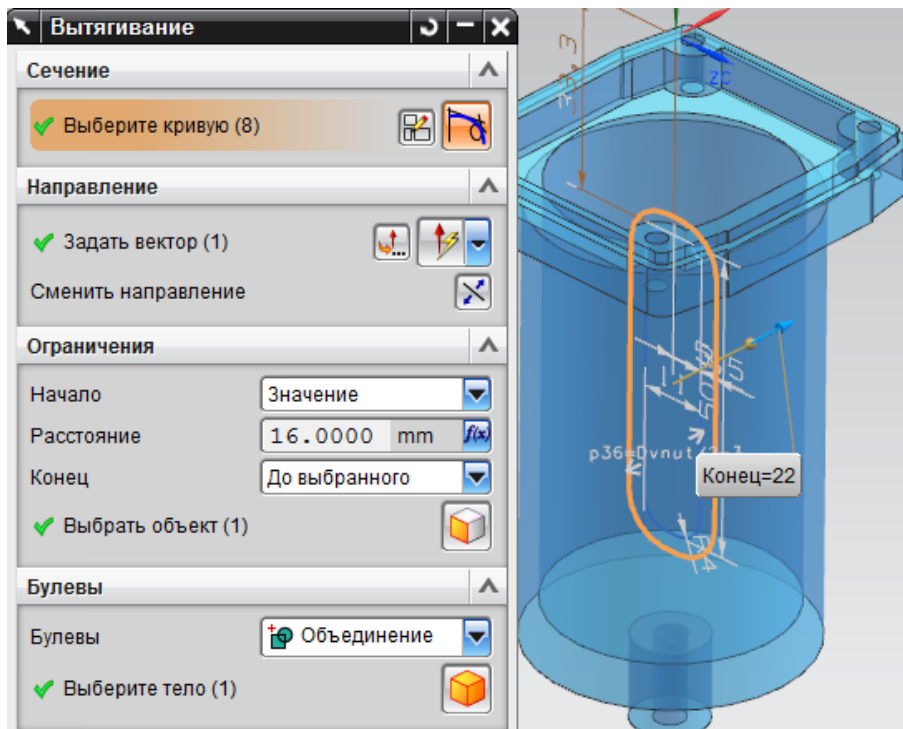 Вытягивание
Сечение
Выберите кривую (8)
Направление
Задать вектор (1)
Сменить направление
Ограничения
Начало
Значение
Расстояние
16.0000 mm
f(x)
Конец
До выбранного
Выбрать объект (1)
Булевы
Булевы
Объединение
Выберите тело (1)
ZC
Конец=22